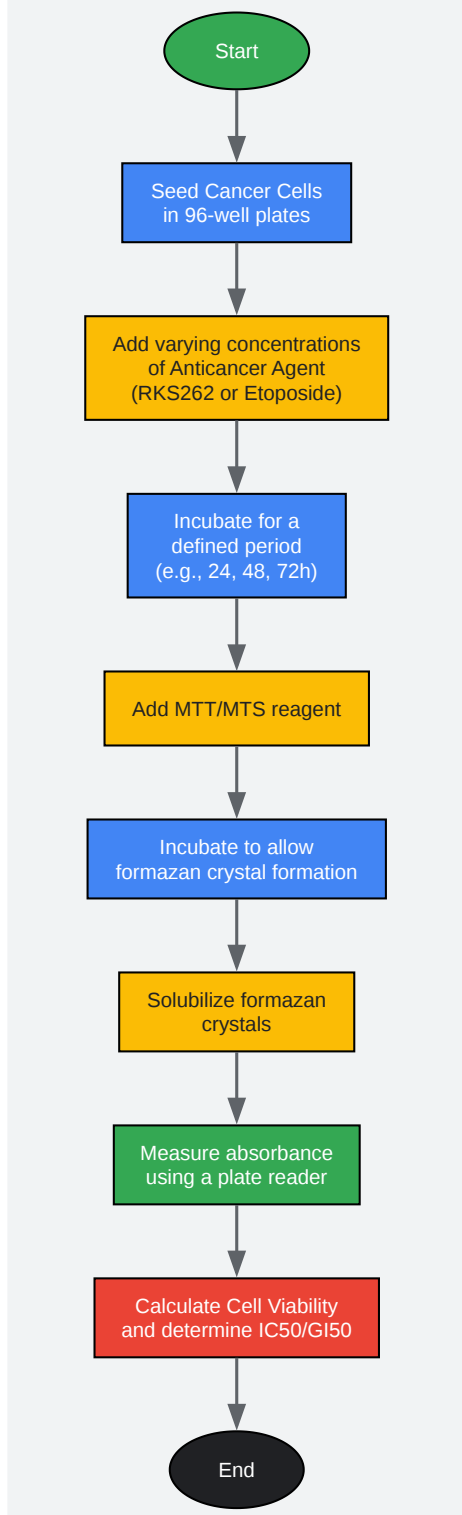 Start
Seed Cancer Cells
in 96-well plates
Add varying concentrations
of Anticancer Agent
(RKS262 or Etoposide)
Incubate for a
defined period
(e.g., 24, 48, 72h)
Add MTT/MTS reagent
Incubate to allow
formazan crystal formation
Solubilize formazan
crystals
Measure absorbance
using a plate reader
Calculate Cell Viability
and determine IC50/GI50
End